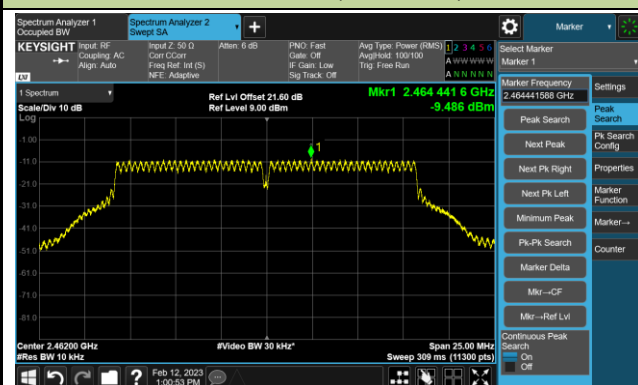 Spectrum Analyzer 1
Occupied BW
Spectrum Analyzer 2
Swept SA
Marker
KEYSIGHT
Input: RF
Coupling: AC
Align: Auto
Input Z: 50 Ω
Corr CCorr
Freq Ref: Int (S)
NFE: Adaptive
Atten: 6 dB
PNO: Fast
Gate: Off
IF Gain: Low
Sig Track: Off
Avg Type: Power (RMS)
Avg|Hold: 100/100
Trig: Free Run
1 2 3 4 5 6
A W W W W W
A N N N N N
LXI
Select Marker
Marker 1
1 Spectrum
Scale/Div 10 dB
Log
Ref Lvl Offset 21.60 dB
Ref Level 9.00 dBm
Mkr1 2.464 441 6 GHz
-9.486 dBm
-1.00
-11.0
-21.0
-31.0
-41.0
-51.0
-61.0
-71.0
-81.0
1
Center 2.46200 GHz
#Res BW 10 kHz
#Video BW 30 kHz*
Span 25.00 MHz
Sweep 309 ms (11300 pts)
Marker Frequency
2.464441588 GHz
Peak Search
Next Peak
Next Pk Right
Next Pk Left
Minimum Peak
Pk-Pk Search
Marker Delta
Mkr→CF
Mkr→Ref Lvl
Continuous Peak
Search
On
Off
Settings
Peak
Search
Pk Search
Config
Properties
Marker
Function
Marker→
Counter
Feb 12, 2023
1:00:53 PM